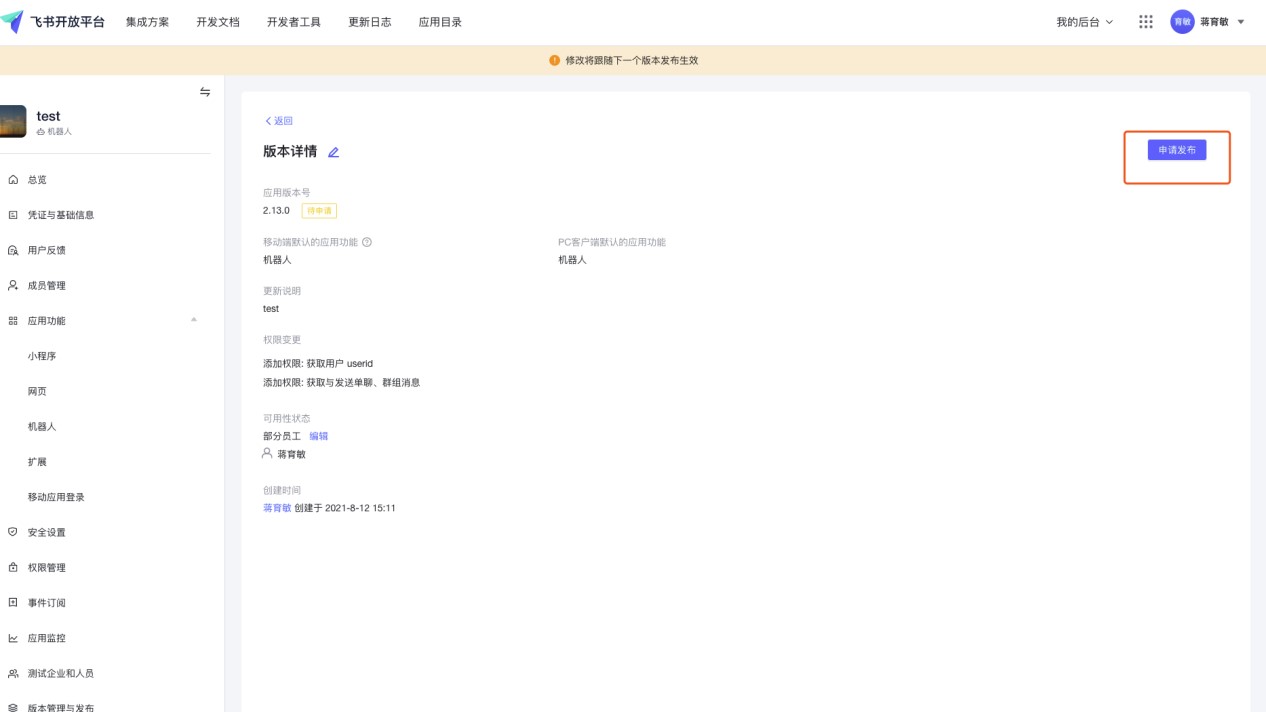 飞书开放平台 集成方案 开发文档 开发者工具 更新日志 应用目录 我的后台 育敏 蒋育敏
修改将跟随下一个版本发布生效
test
机器人
总览
凭证与基础信息
用户反馈
成员管理
应用功能
小程序
网页
机器人
扩展
移动应用登录
安全设置
权限管理
事件订阅
应用监控
测试企业和人员
版本管理与发布
返回
版本详情
申请发布
应用版本号
2.13.0 待申请
移动端默认的应用功能
机器人
PC客户端默认的应用功能
机器人
更新说明
test
权限变更
添加权限: 获取用户 userid
添加权限: 获取与发送单聊、群组消息
可用性状态
部分员工 编辑
蒋育敏
创建时间
蒋育敏 创建于 2021-8-12 15:11